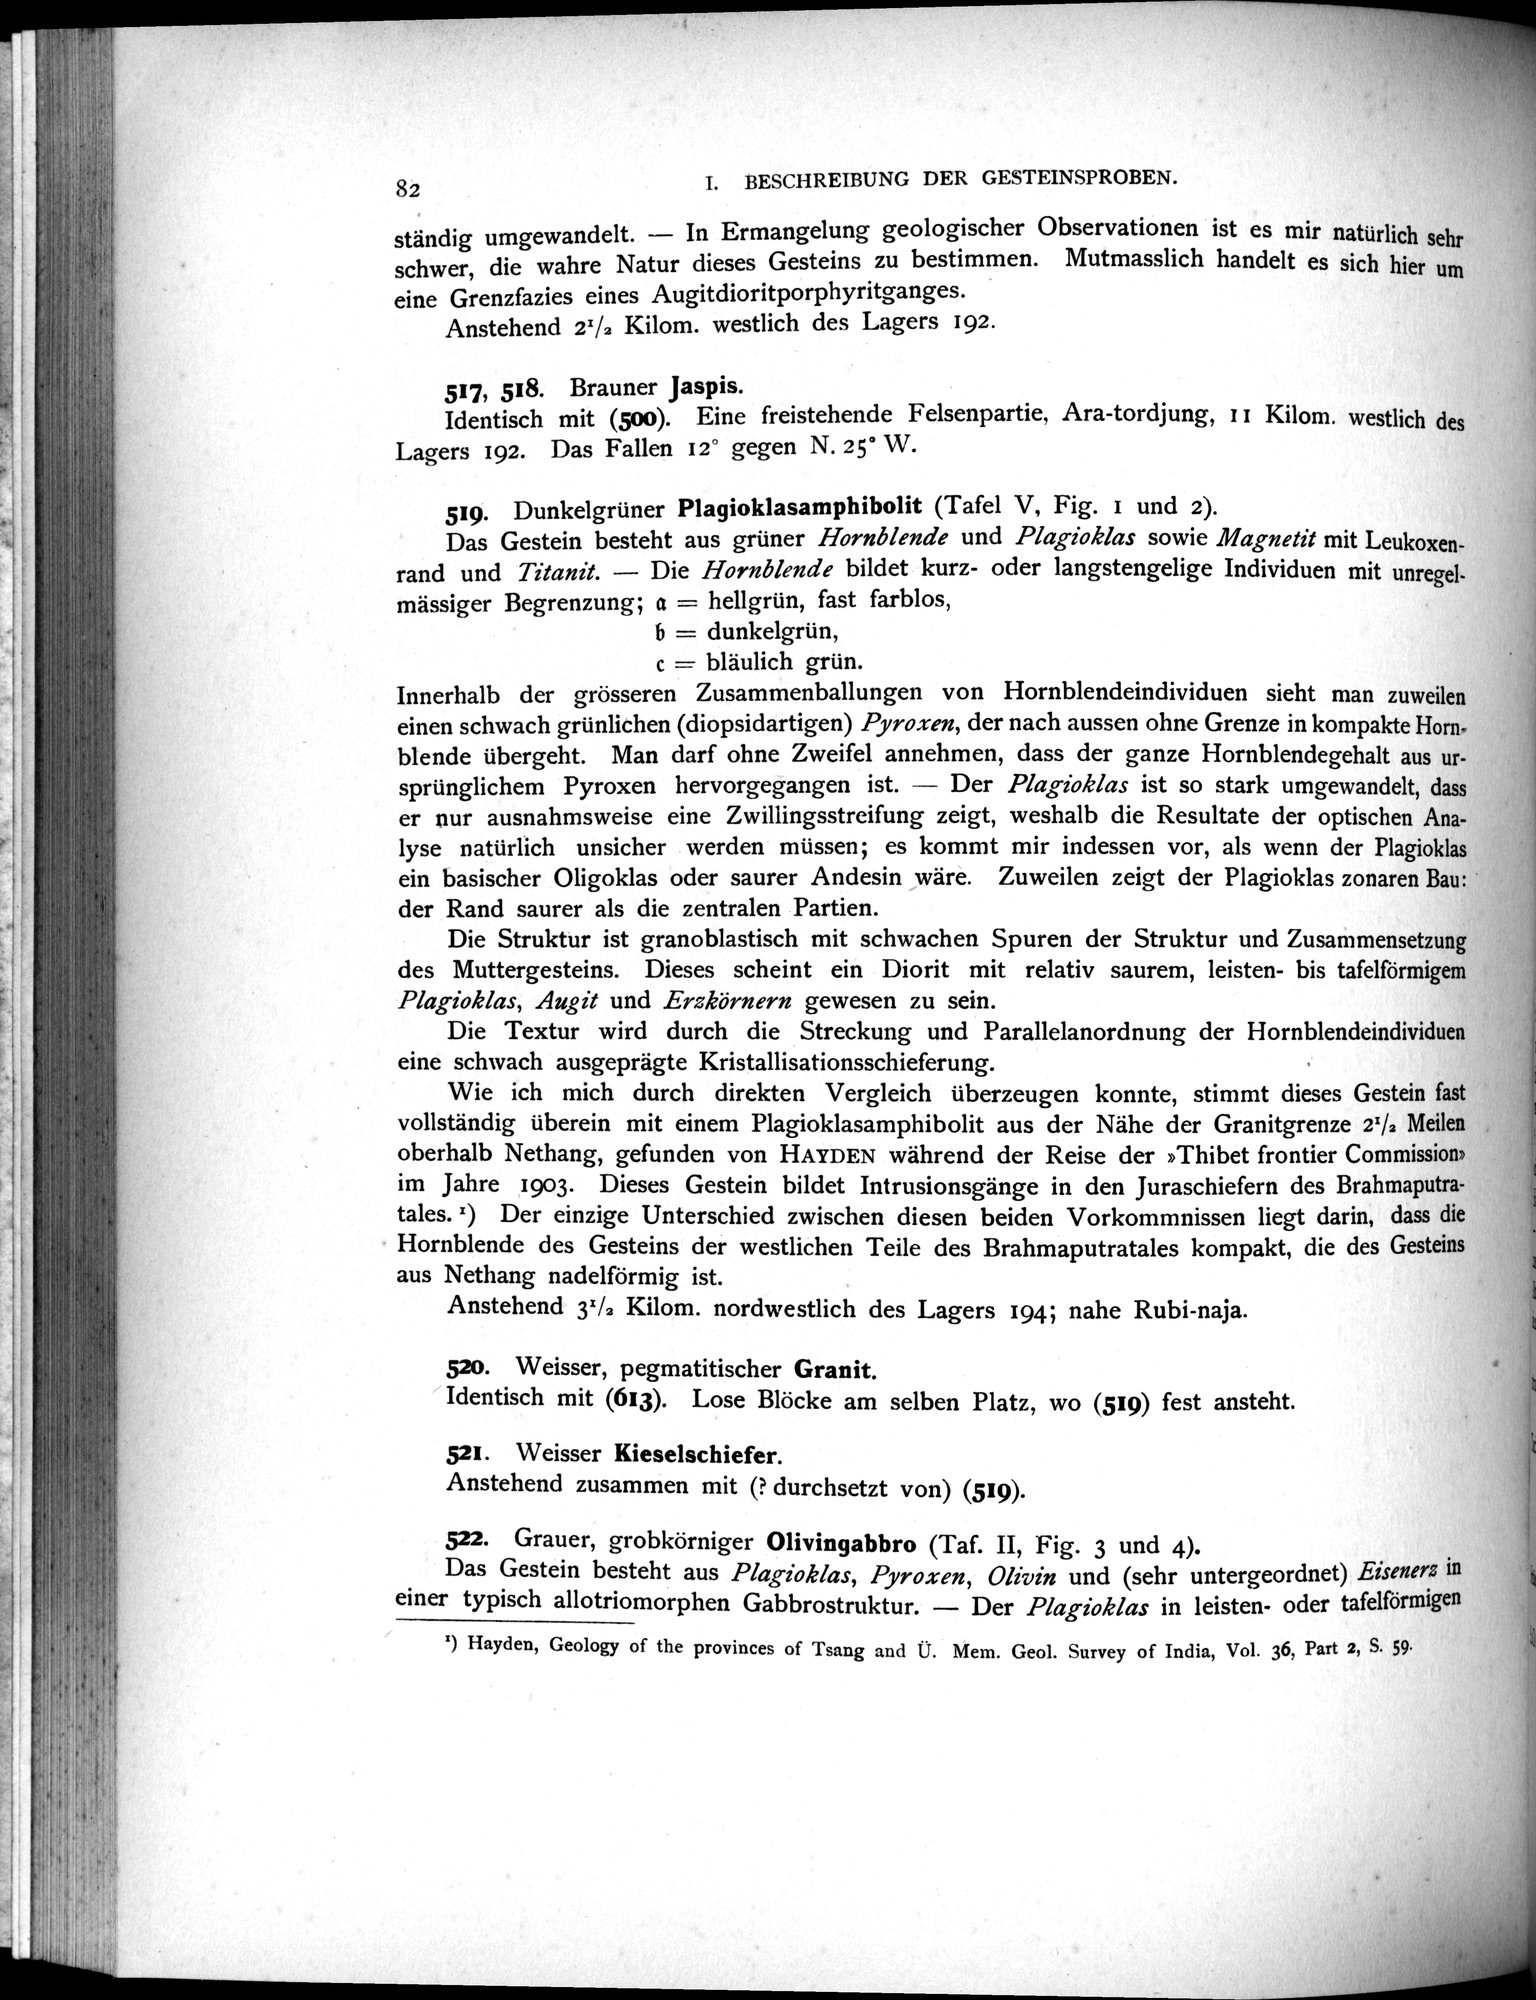 82 I. BESCHREIBUNG DER GESTEINSPROBEN.
ständig umgewandelt. — In Ermangelung geologischer Observationen ist es mir natürlich sehr
schwer, die wahre Natur dieses Gesteins zu bestimmen. Mutmasslich handelt es sich hier um
eine Grenzfazies eines Augitdioritporphyritganges.
Anstehend 2¹/₂ Kilom. westlich des Lagers 192.
517, 518. Brauner Jaspis.
Identisch mit (500). Eine freistehende Felsenpartie, Ara-tordjung, 11 Kilom. westlich des
Lagers 192. Das Fallen 12° gegen N. 25° W.
519. Dunkelgrüner Plagioklasamphibolit (Tafel V, Fig. 1 und 2).
Das Gestein besteht aus grüner Hornblende und Plagioklas sowie Magnetit mit Leukoxen-
rand und Titanit. — Die Hornblende bildet kurz- oder langstengelige Individuen mit unregel-
mässiger Begrenzung; a = hellgrün, fast farblos,
b = dunkelgrün,
c = bläulich grün.
Innerhalb der grösseren Zusammenballungen von Hornblendeindividuen sieht man zuweilen
einen schwach grünlichen (diopsidartigen) Pyroxen, der nach aussen ohne Grenze in kompakte Horn-
blende übergeht. Man darf ohne Zweifel annehmen, dass der ganze Hornblendegehalt aus ur-
sprünglichem Pyroxen hervorgegangen ist. — Der Plagioklas ist so stark umgewandelt, dass
er nur ausnahmsweise eine Zwillingsstreifung zeigt, weshalb die Resultate der optischen Ana-
lyse natürlich unsicher werden müssen; es kommt mir indessen vor, als wenn der Plagioklas
ein basischer Oligoklas oder saurer Andesin wäre. Zuweilen zeigt der Plagioklas zonaren Bau:
der Rand saurer als die zentralen Partien.
Die Struktur ist granoblastisch mit schwachen Spuren der Struktur und Zusammensetzung
des Muttergesteins. Dieses scheint ein Diorit mit relativ saurem, leisten- bis tafelförmigem
Plagioklas, Augit und Erzkörnern gewesen zu sein.
Die Textur wird durch die Streckung und Parallelanordnung der Hornblendeindividuen
eine schwach ausgeprägte Kristallisationsschieferung.
Wie ich mich durch direkten Vergleich überzeugen konnte, stimmt dieses Gestein fast
vollständig überein mit einem Plagioklasamphibolit aus der Nähe der Granitgrenze 2¹/₂ Meilen
oberhalb Nethang, gefunden von HAYDEN während der Reise der »Thibet frontier Commission»
im Jahre 1903. Dieses Gestein bildet Intrusionsgänge in den Juraschiefern des Brahmaputra-
tales. ¹) Der einzige Unterschied zwischen diesen beiden Vorkommnissen liegt darin, dass die
Hornblende des Gesteins der westlichen Teile des Brahmaputratales kompakt, die des Gesteins
aus Nethang nadelförmig ist.
Anstehend 3¹/₂ Kilom. nordwestlich des Lagers 194; nahe Rubi-naja.
520. Weisser, pegmatitischer Granit.
Identisch mit (613). Lose Blöcke am selben Platz, wo (519) fest ansteht.
521. Weisser Kieselschiefer.
Anstehend zusammen mit (? durchsetzt von) (519).
522. Grauer, grobkörniger Olivingabbro (Taf. II, Fig. 3 und 4).
Das Gestein besteht aus Plagioklas, Pyroxen, Olivin und (sehr untergeordnet) Eisenerz in
einer typisch allotriomorphen Gabbrostruktur. — Der Plagioklas in leisten- oder tafelförmigen
¹) Hayden, Geology of the provinces of Tsang and Ü. Mem. Geol. Survey of India, Vol. 36, Part 2, S. 59.